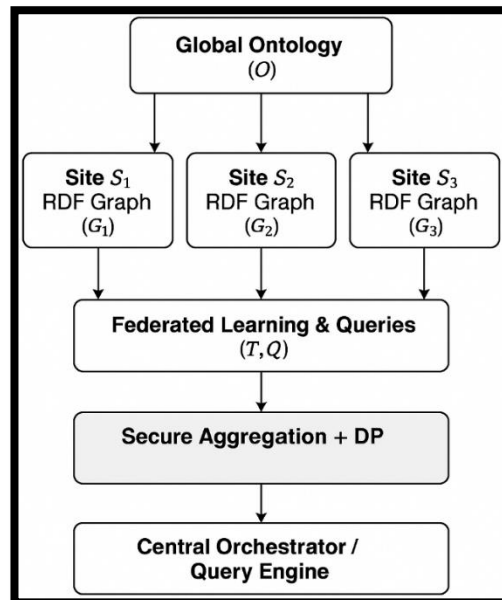 Global Ontology
(O)
Site S₁
RDF Graph
(G₁)
Site S₂
RDF Graph
(G₂)
Site S₃
RDF Graph
(G₃)
Federated Learning & Queries
(T,Q)
Secure Aggregation + DP
Central Orchestrator /
Query Engine